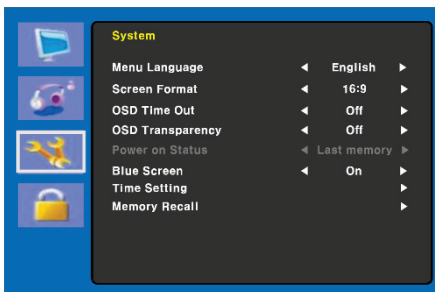 System
Menu Language ◀ English ▶
Screen Format ◀ 16:9 ▶
OSD Time Out ◀ Off ▶
OSD Transparency ◀ Off ▶
Power on Status ◀ Last memory ▶
Blue Screen ◀ On ▶
Time Setting ▶
Memory Recall ▶